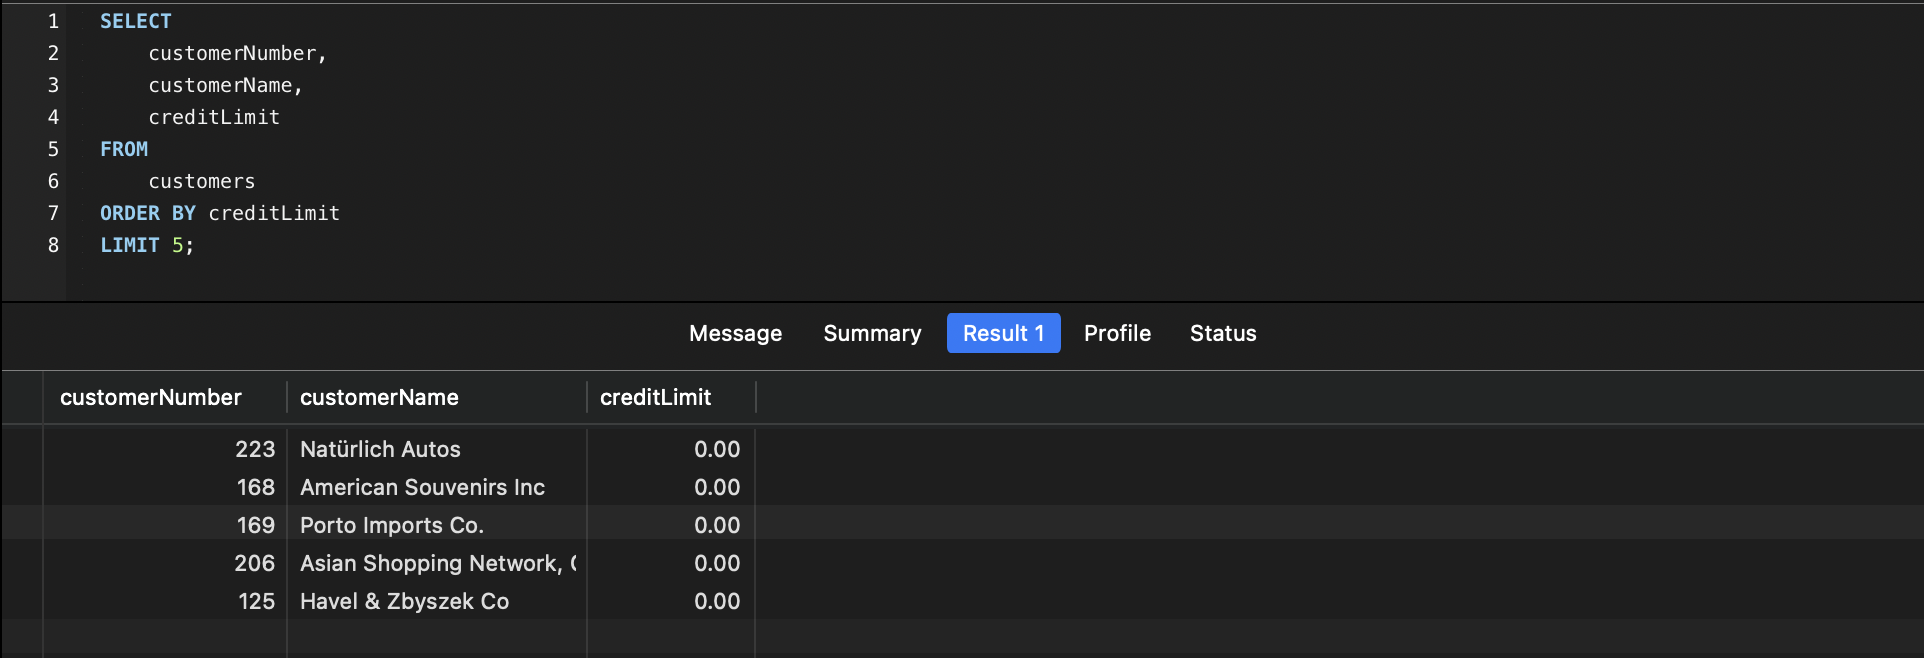 1 SELECT
2 customerNumber,
3 customerName,
4 creditLimit
5 FROM
6 customers
7 ORDER BY creditLimit
8 LIMIT 5;
Message Summary Result 1 Profile Status
customerNumber customerName creditLimit
223 Natürlich Autos 0.00
168 American Souvenirs Inc 0.00
169 Porto Imports Co. 0.00
206 Asian Shopping Network, 0.00
125 Havel & Zbyszek Co 0.00